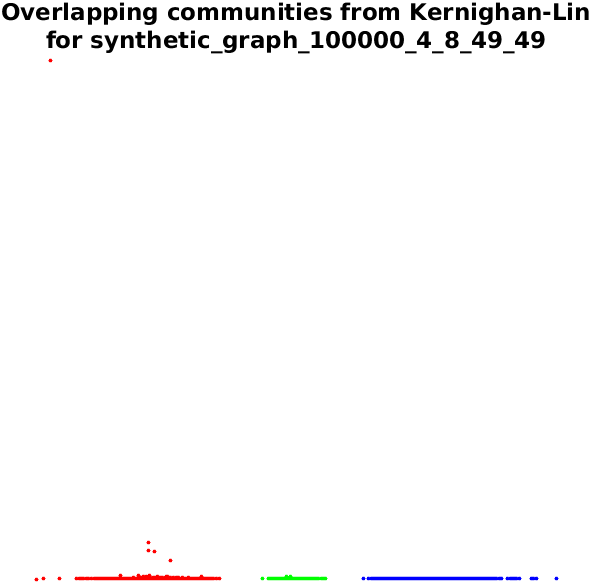 Overlapping communities from Kernighan-Lin
for synthetic_graph_100000_4_8_49_49